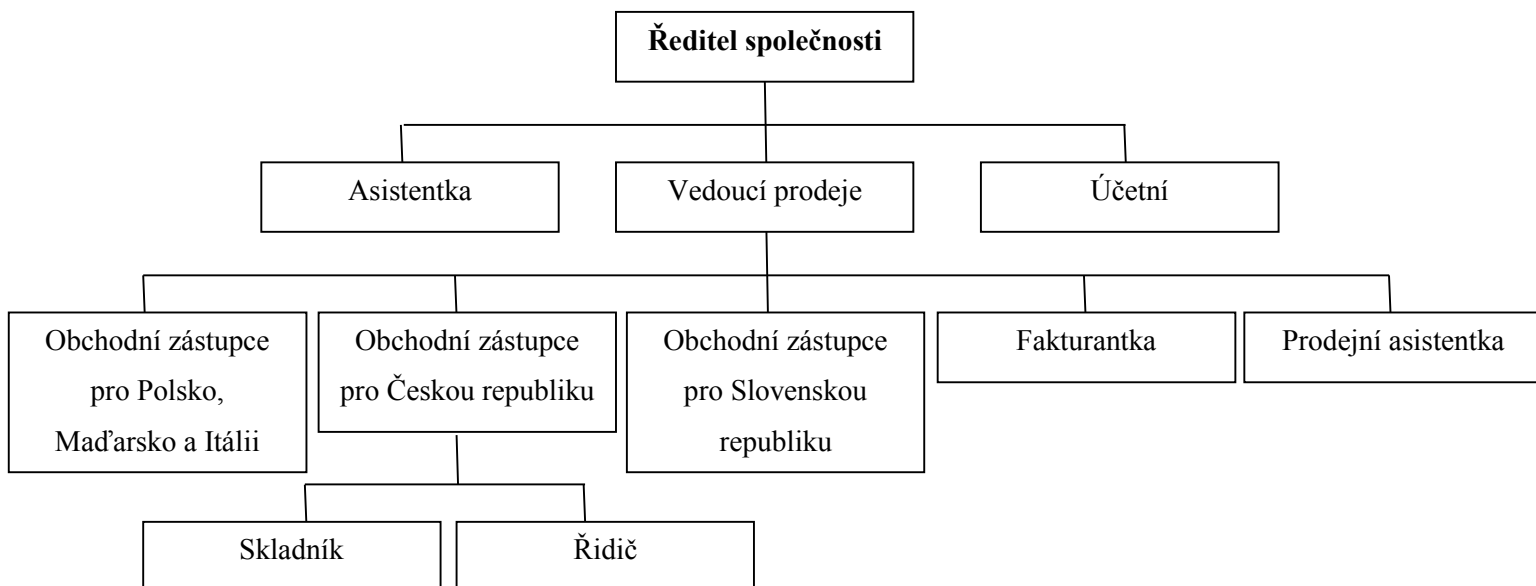 Ředitel společnosti
Asistentka
Vedoucí prodeje
Účetní
Obchodní zástupce
pro Polsko,
Maďarsko a Itálii
Obchodní zástupce
pro Českou republiku
Obchodní zástupce
pro Slovenskou
republiku
Fakturantka
Prodejní asistentka
Skladník
Řidič